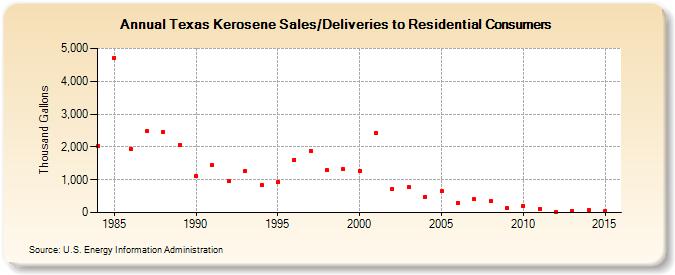 Annual Texas Kerosene Sales/Deliveries to Residential Consumers
Thousand Gallons
5,000
4,000
3,000
2,000
1,000
0
1985 1990 1995 2000 2005 2010 2015
Source: U.S. Energy Information Administration